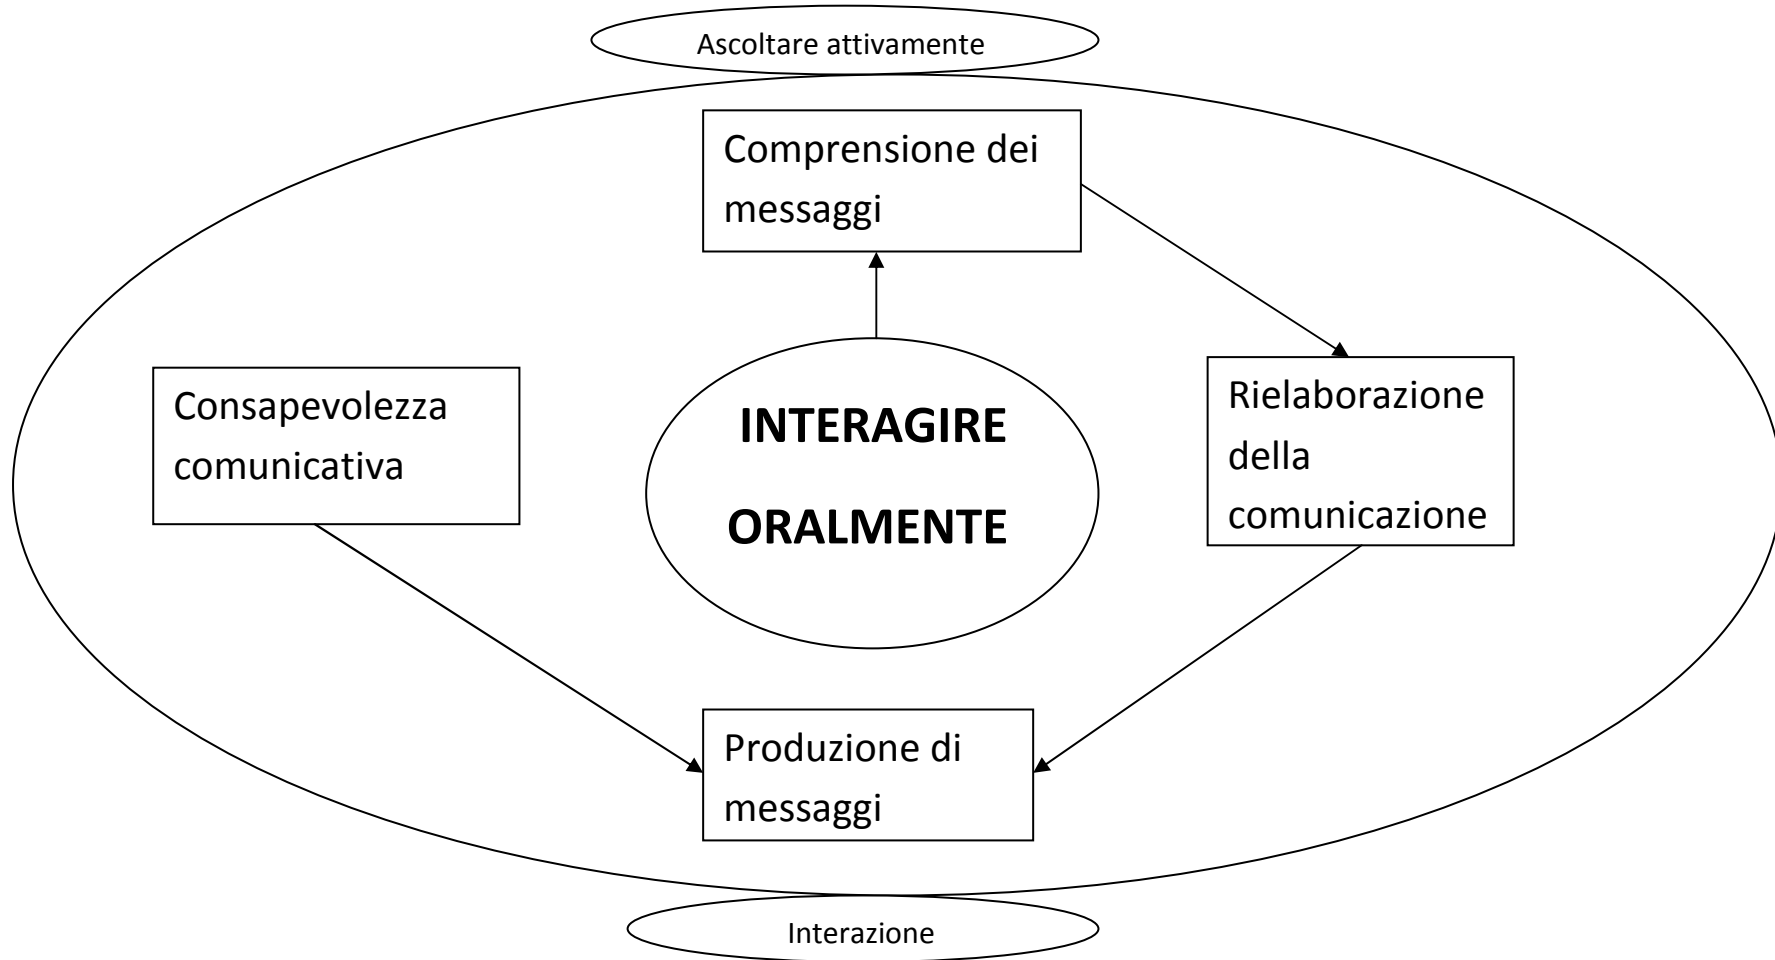 Ascoltare attivamente
Comprensione dei
messaggi
Consapevolezza
comunicativa
INTERAGIRE
ORALMENTE
Rielaborazione
della
comunicazione
Produzione di
messaggi
Interazione